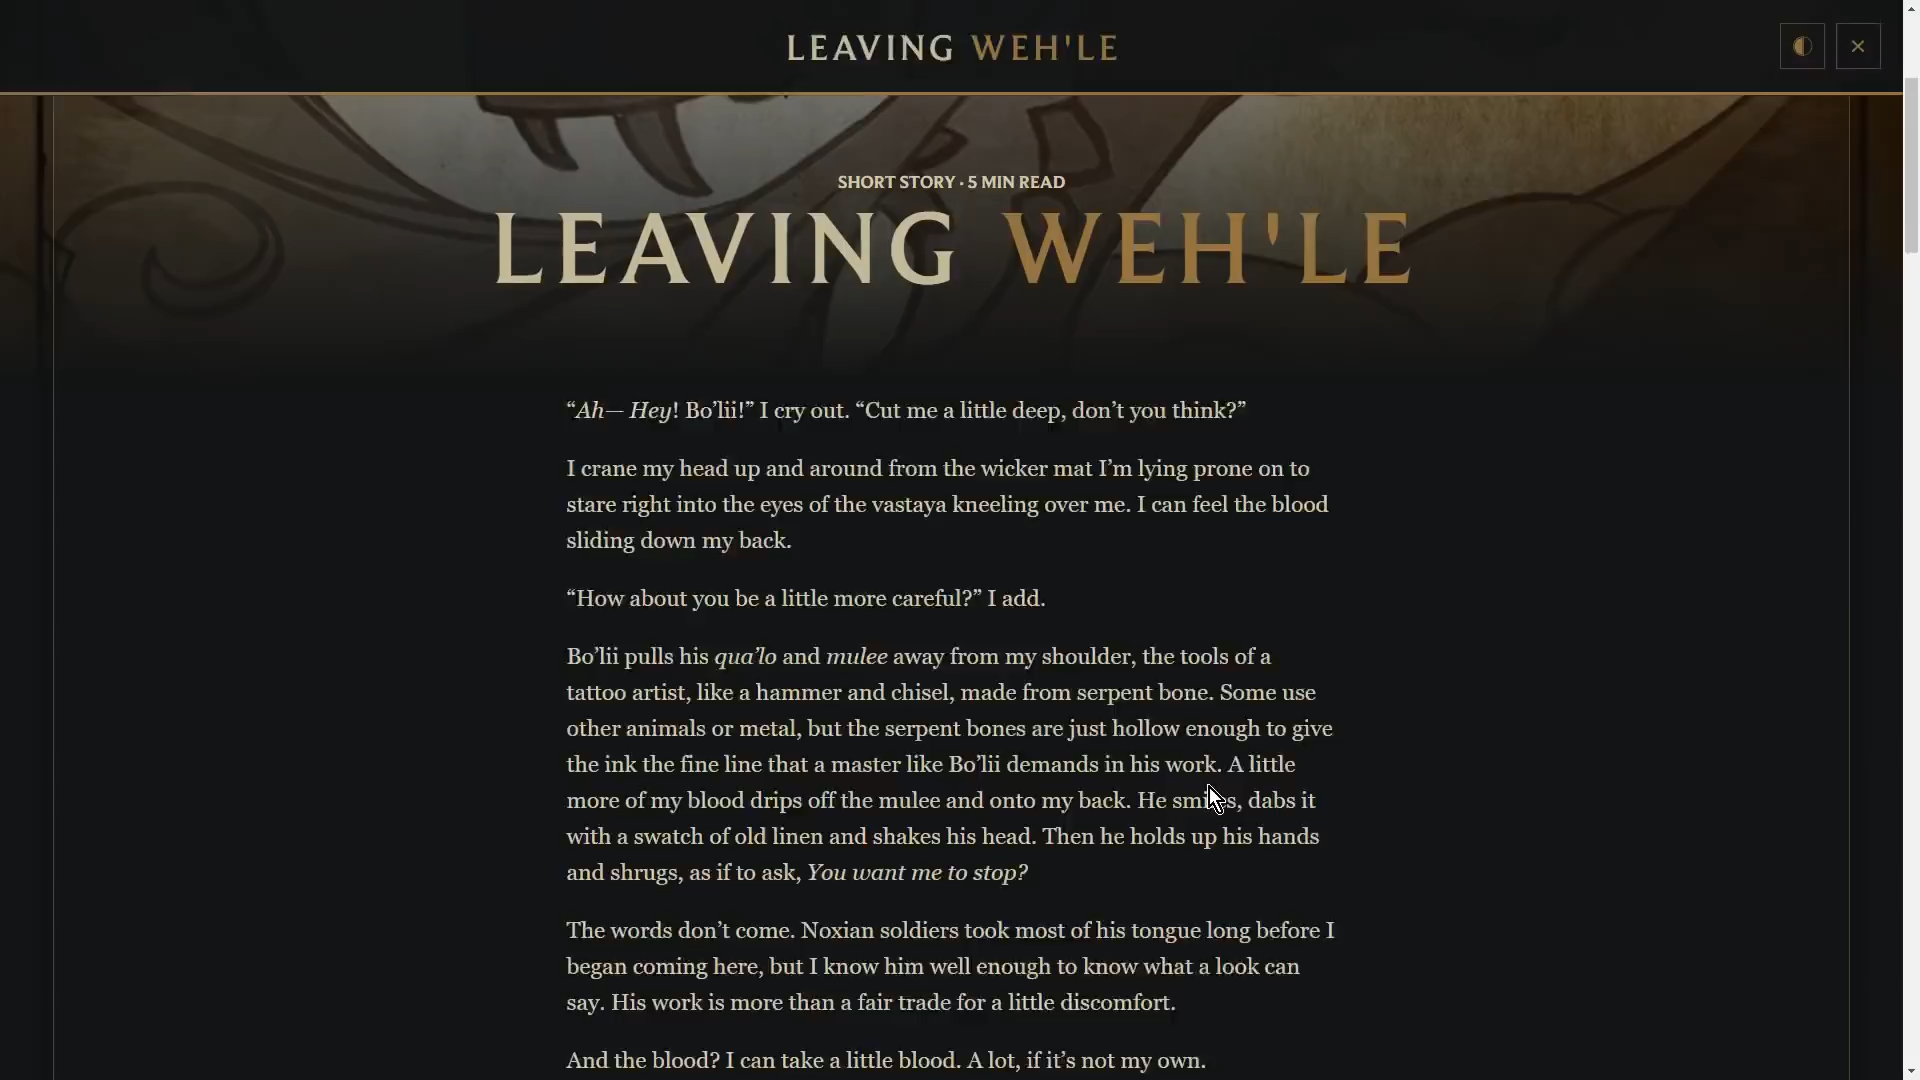 LEAVING WEH'LE
SHORT STORY · 5 MIN READ
LEAVING WEH'LE
“Ah— Hey! Bo’lii!” I cry out. “Cut me a little deep, don’t you think?”
I crane my head up and around from the wicker mat I’m lying prone on to
stare right into the eyes of the vastaya kneeling over me. I can feel the blood
sliding down my back.
“How about you be a little more careful?” I add.
Bo’lii pulls his qua’lo and mulee away from my shoulder, the tools of a
tattoo artist, like a hammer and chisel, made from serpent bone. Some use
other animals or metal, but the serpent bones are just hollow enough to give
the ink the fine line that a master like Bo’lii demands in his work. A little
more of my blood drips off the mulee and onto my back. He smiles, dabs it
with a swatch of old linen and shakes his head. Then he holds up his hands
and shrugs, as if to ask, You want me to stop?
The words don’t come. Noxian soldiers took most of his tongue long before I
began coming here, but I know him well enough to know what a look can
say. His work is more than a fair trade for a little discomfort.
And the blood? I can take a little blood. A lot, if it’s not my own.